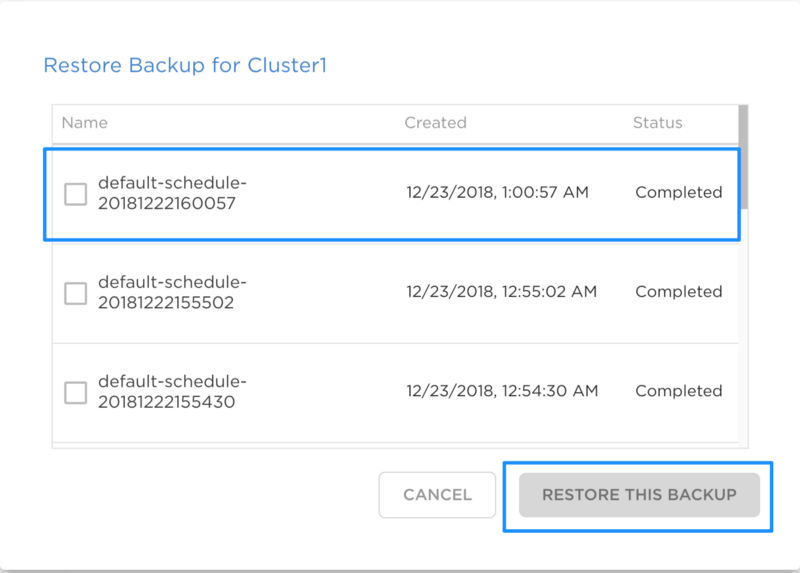 Restore Backup for Cluster1
Name Created Status
default-schedule-
20181222160057
12/23/2018, 1:00:57 AM
Completed
default-schedule-
20181222155502
12/23/2018, 12:55:02 AM
Completed
default-schedule-
20181222155430
12/23/2018, 12:54:30 AM
Completed
CANCEL
RESTORE THIS BACKUP